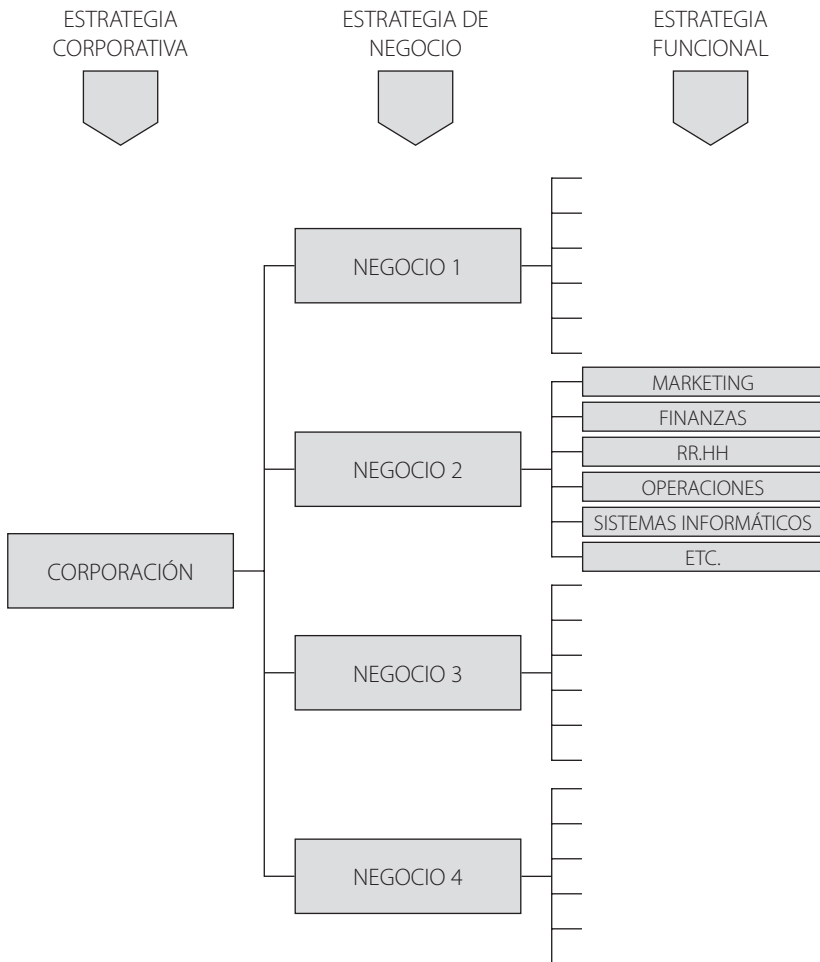 ESTRATEGIA
CORPORATIVA
ESTRATEGIA DE
NEGOCIO
ESTRATEGIA
FUNCIONAL
NEGOCIO 1
MARKETING
FINANZAS
NEGOCIO 2
RR.HH
OPERACIONES
SISTEMAS INFORMÁTICOS
ETC.
CORPORACIÓN
NEGOCIO 3
NEGOCIO 4